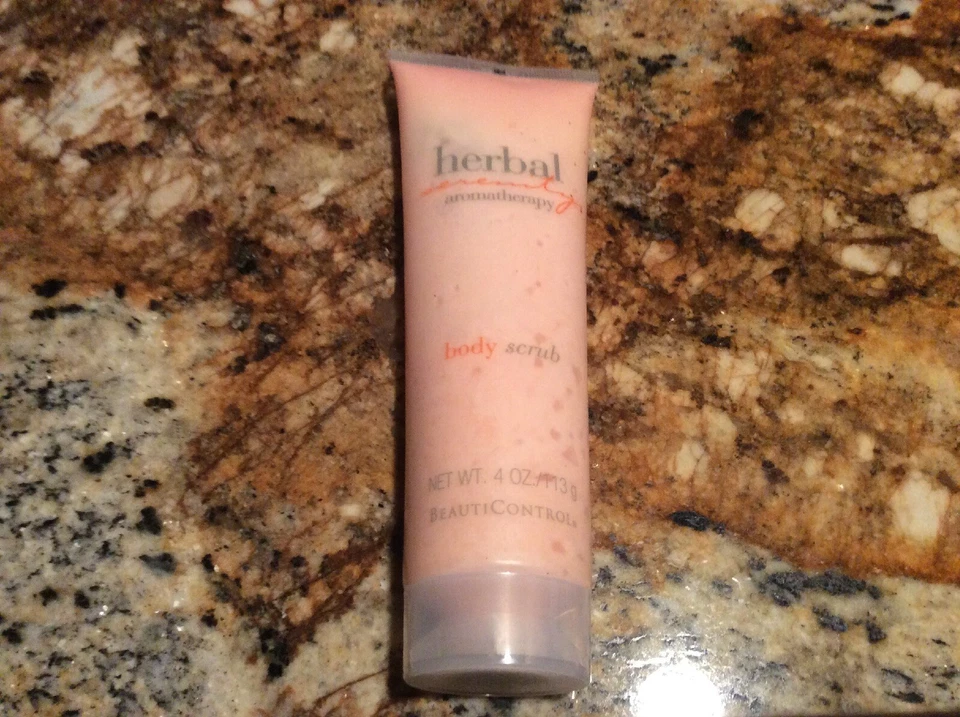 herbal
serenity
aromatherapy
body scrub
NET WT. 4 OZ./113 g
BEAUTICONTROL®